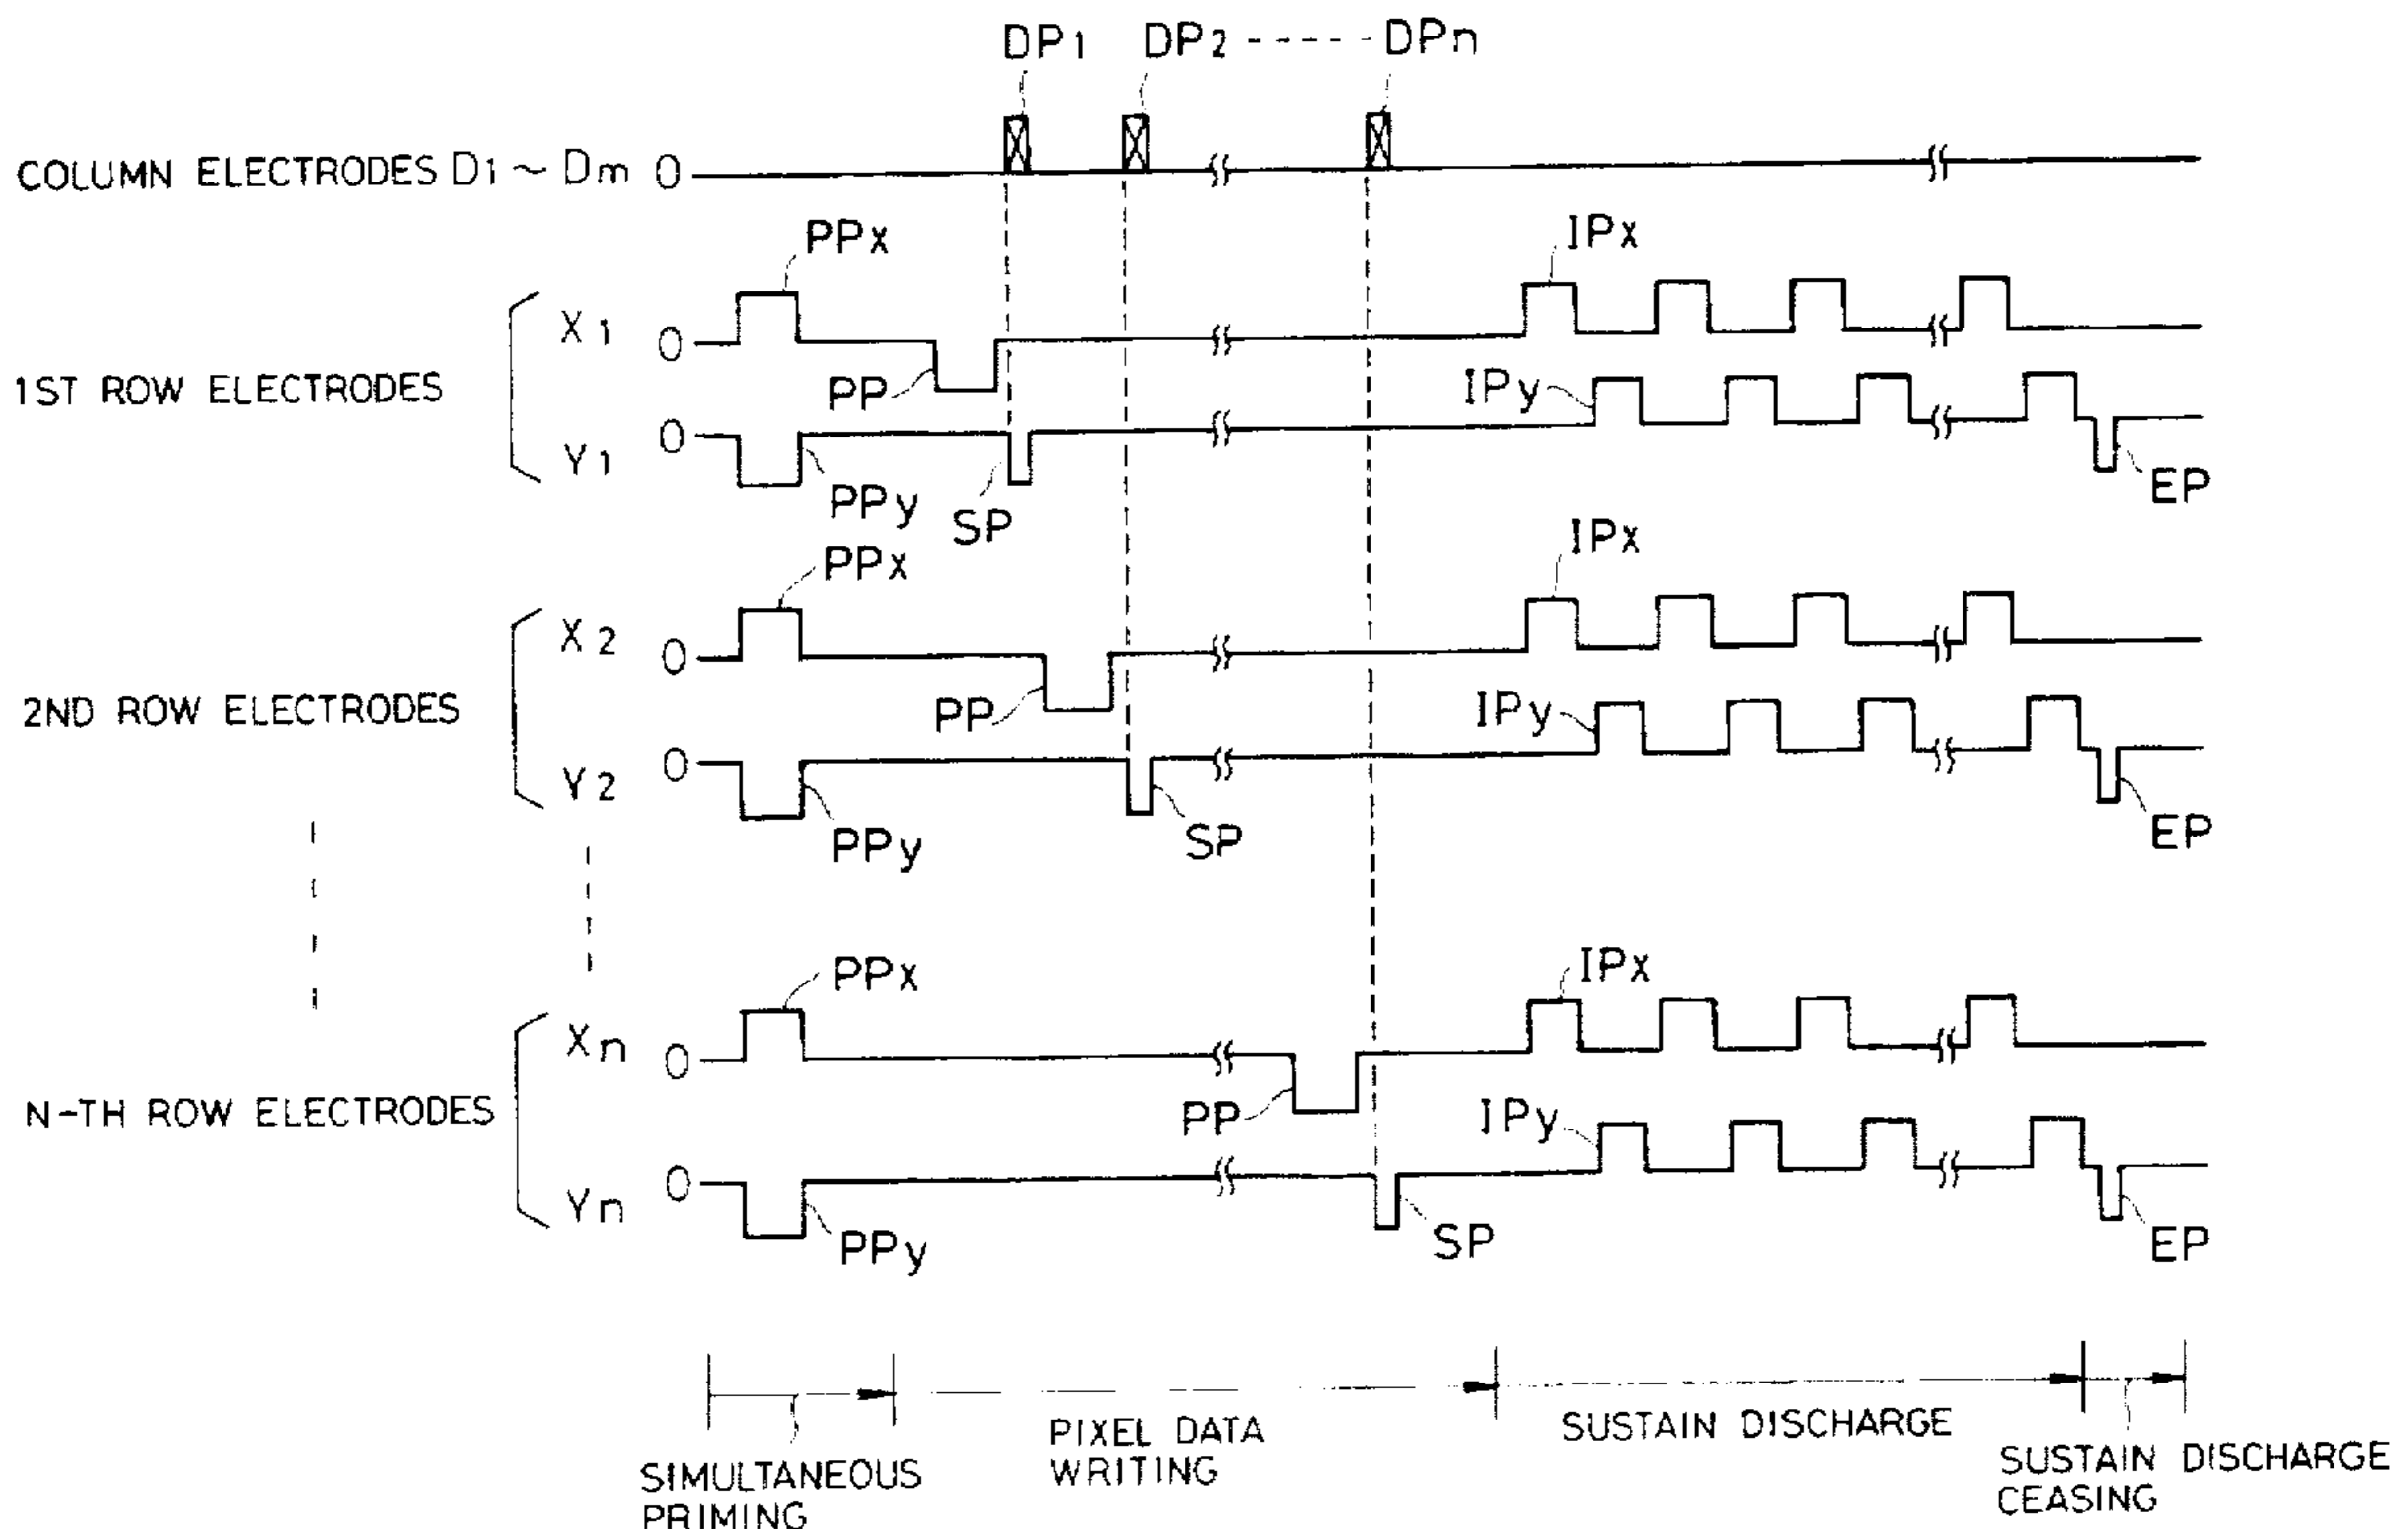 DP1 DP2 ----- DPn
COLUMN ELECTRODES D1 ~ Dm 0
PPx IPx
X1 0
1ST ROW ELECTRODES PP IPy
0
Y1 PPy SP EP
PPx IPx
X2 0
2ND ROW ELECTRODES PP IPy
0
Y2 PPy SP EP
PPx IPx
Xn 0
N-TH ROW ELECTRODES PP IPy
0
Yn PPy SP EP
SIMULTANEOUS
PRIMING
PIXEL DATA
WRITING
SUSTAIN DISCHARGE
SUSTAIN DISCHARGE
CEASING